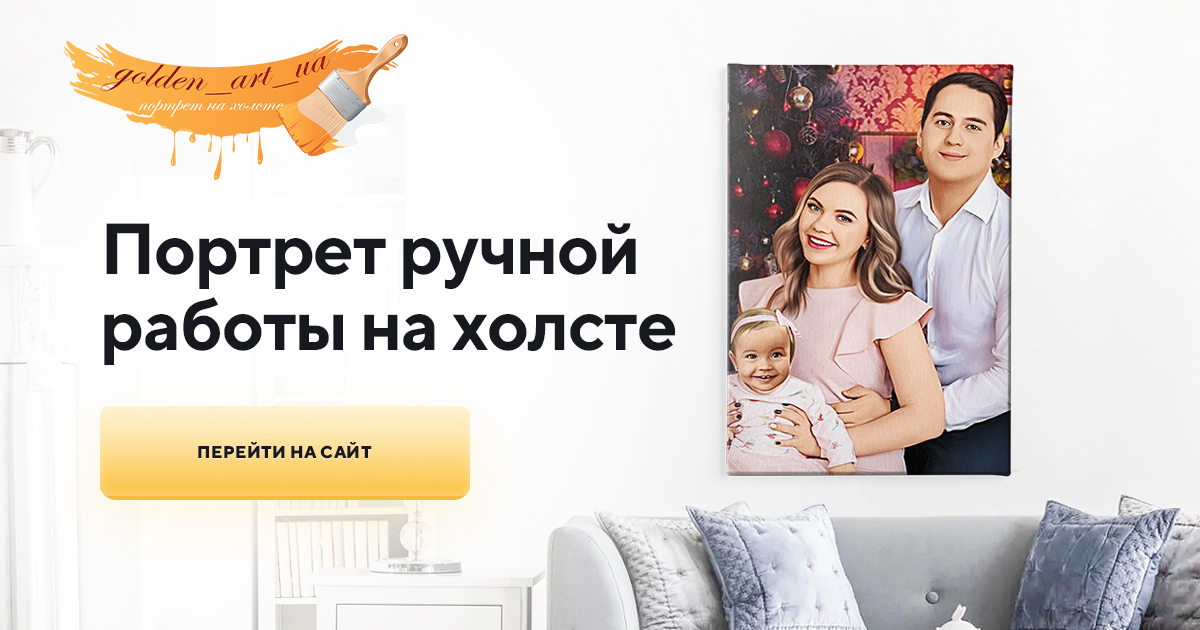 golden_art_ua
портрет на холсте
Портрет ручной
работы на холсте
ПЕРЕЙТИ НА САЙТ